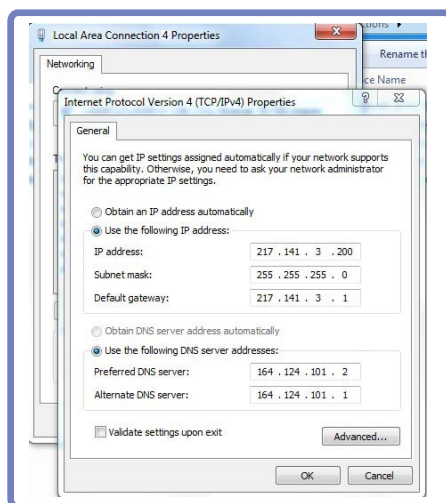 ctions
Local Area Connection 4 Properties
Rename th
Networking
ce Name
Internet Protocol Version 4 (TCP/IPv4) Properties
General
You can get IP settings assigned automatically if your network supports
this capability. Otherwise, you need to ask your network administrator
for the appropriate IP settings.
Obtain an IP address automatically
Use the following IP address:
IP address: 217 . 141 . 3 . 200
Subnet mask: 255 . 255 . 255 . 0
Default gateway: 217 . 141 . 3 . 1
Obtain DNS server address automatically
Use the following DNS server addresses:
Preferred DNS server: 164 . 124 . 101 . 2
Alternate DNS server: 164 . 124 . 101 . 1
Validate settings upon exit
Advanced...
OK Cancel